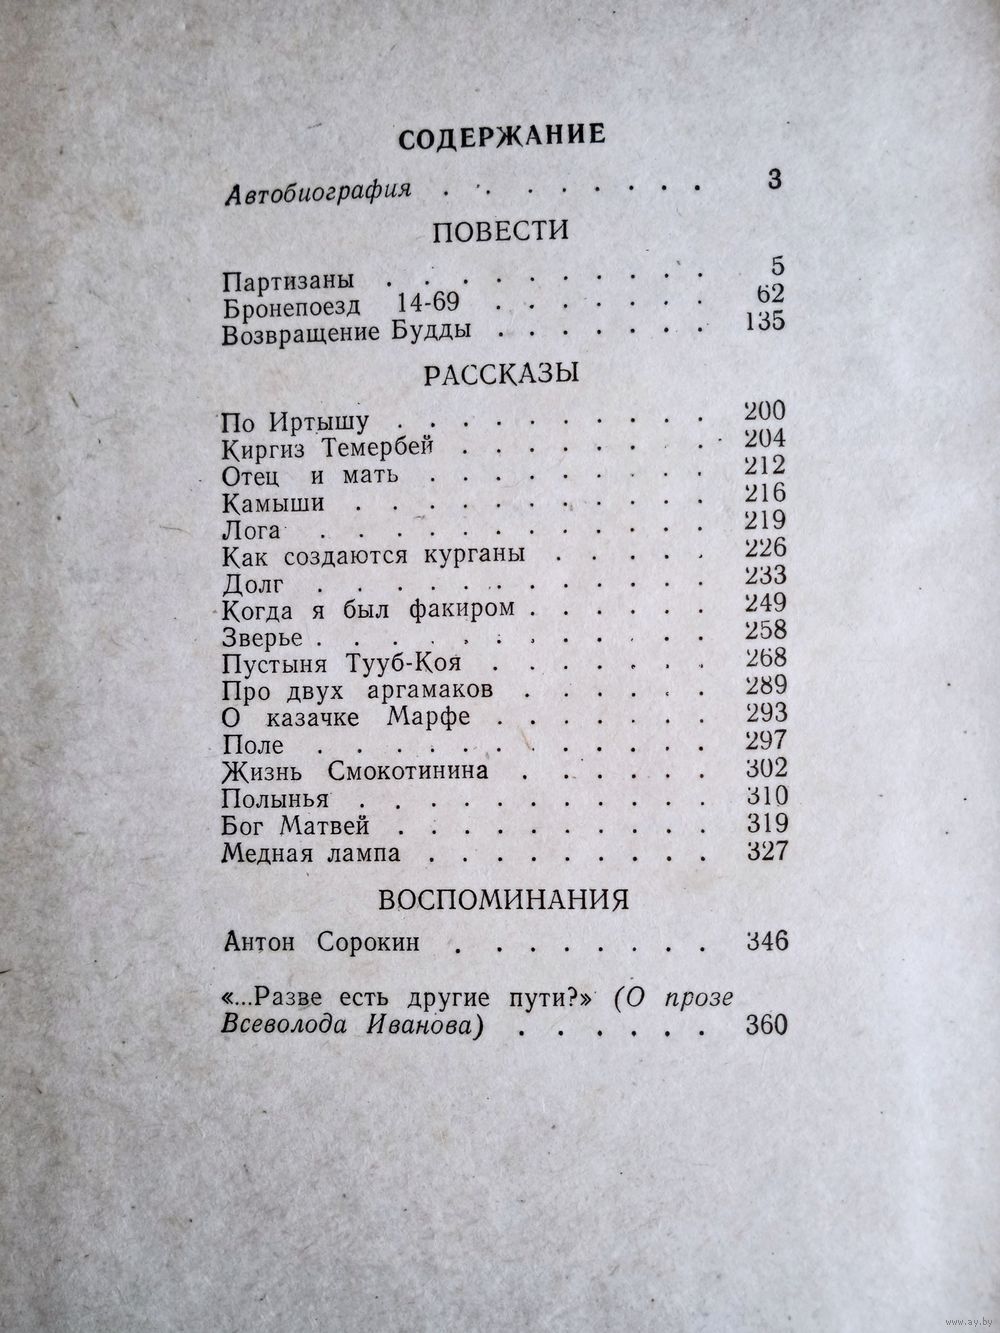 СОДЕРЖАНИЕ
Автобиография . . . . . . . . 3
ПОВЕСТИ
Партизаны . . . . . . . . . . 5
Бронепоезд 14-69 . . . . . . . 62
Возвращение Будды . . . . . . . 135
РАССКАЗЫ
По Иртышу . . . . . . . . . . 200
Киргиз Темербей . . . . . . . . 204
Отец и мать . . . . . . . . . 212
Камыши . . . . . . . . . . . 216
Лога . . . . . . . . . . . . 219
Как создаются курганы . . . . . 226
Долг . . . . . . . . . . . . 233
Когда я был факиром . . . . . . 249
Зверье . . . . . . . . . . . . 258
Пустыня Тууб-Коя . . . . . . . 268
Про двух аргамаков . . . . . . 289
О казачке Марфе . . . . . . . 293
Поле . . . . . . . . . . . . 297
Жизнь Смокотинина . . . . . . 302
Полынья . . . . . . . . . . . 310
Бог Матвей . . . . . . . . . . 319
Медная лампа . . . . . . . . . 327
ВОСПОМИНАНИЯ
Антон Сорокин . . . . . . . . 346
«...Разве есть другие пути?» (О прозе
Всеволода Иванова) . . . . . . 360
www.ay.by